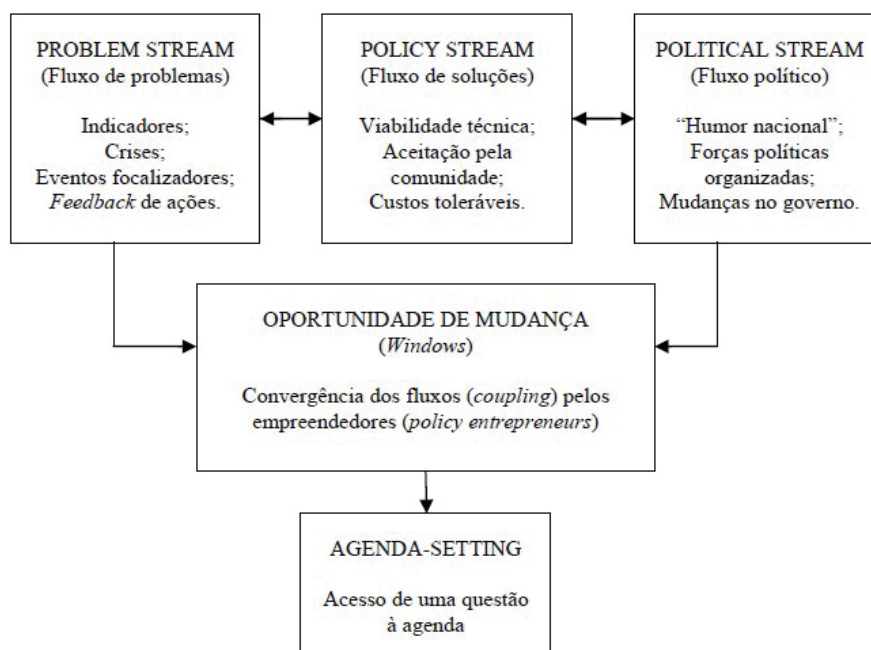 PROBLEM STREAM
(Fluxo de problemas)
Indicadores;
Crises;
Eventos focalizadores;
Feedback de ações.
POLICY STREAM
(Fluxo de soluções)
Viabilidade técnica;
Aceitação pela
comunidade;
Custos toleráveis.
POLITICAL STREAM
(Fluxo político)
“Humor nacional”;
Forças políticas
organizadas;
Mudanças no governo.
OPORTUNIDADE DE MUDANÇA
(Windows)
Convergência dos fluxos (coupling) pelos
empreendedores (policy entrepreneurs)
AGENDA-SETTING
Acesso de uma questão
à agenda